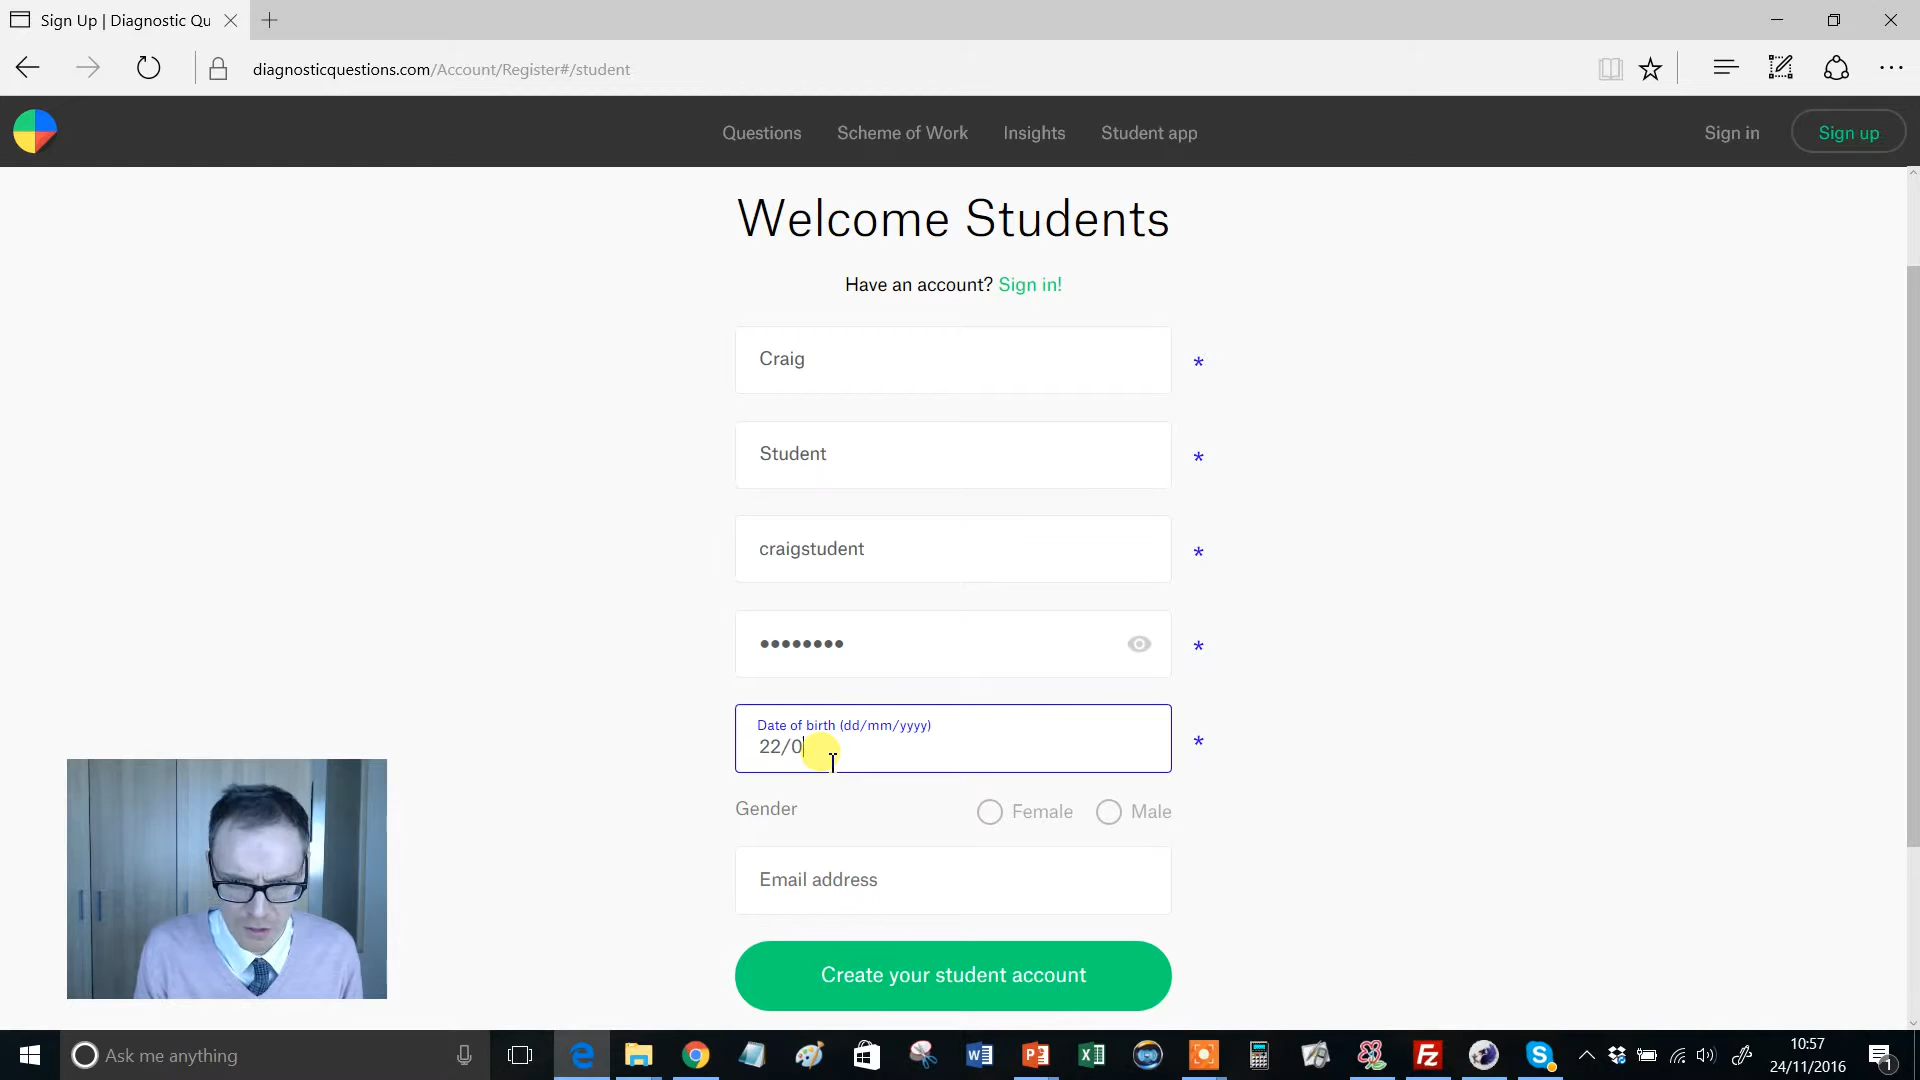 Sign Up | Diagnostic Qu
diagnosticquestions.com/Account/Register#/student
Questions
Scheme of Work
Insights
Student app
Sign in
Sign up
Welcome Students
Have an account? Sign in!
Craig
*
Student
*
craigstudent
*
••••••••
*
Date of birth (dd/mm/yyyy)
22/0
*
Gender
Female
Male
Email address
Create your student account
Ask me anything
10:57
24/11/2016
1